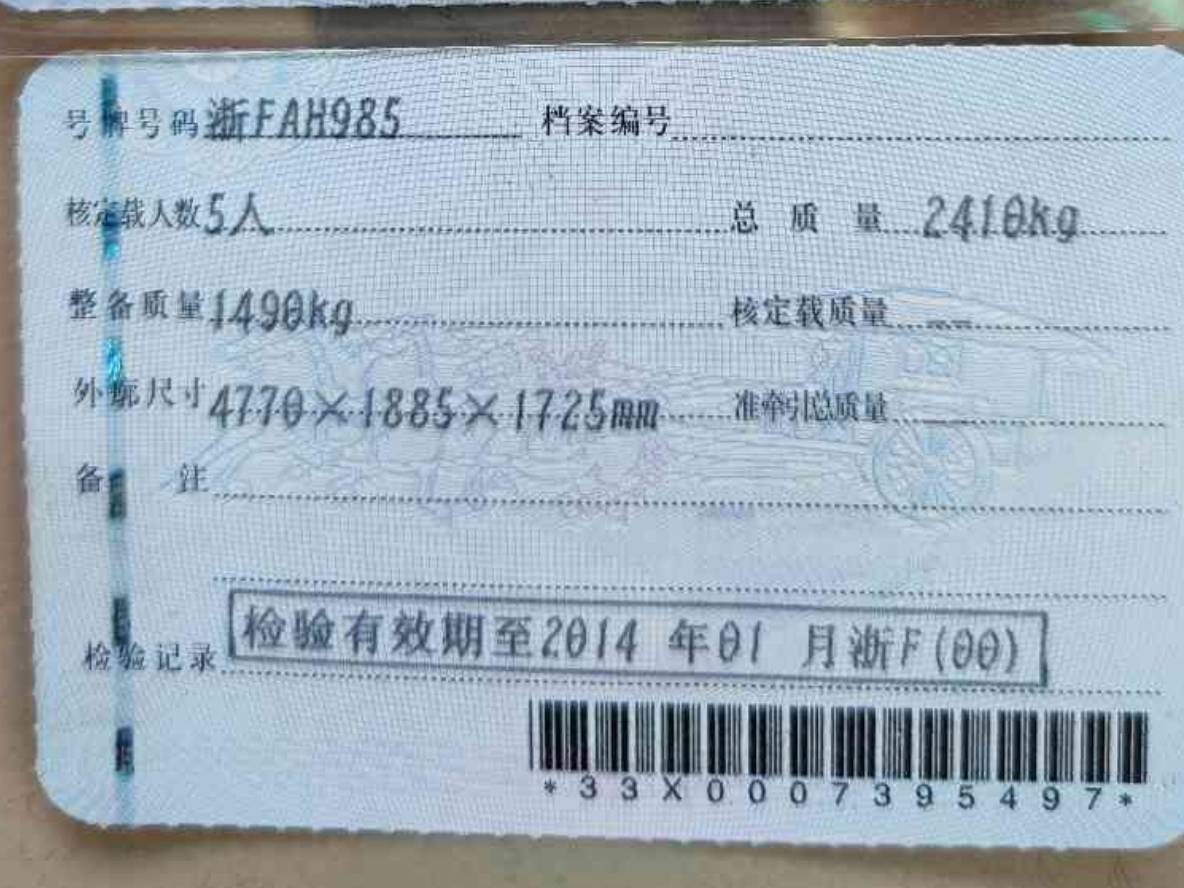 号牌号码 浙FAH985 档案编号
核定载人数 5人 总质量 2410kg
整备质量 1490kg 核定载质量 --
外廓尺寸 4770×1885×1725mm 准牵引总质量
备注
检验记录 检验有效期至2014 年01 月浙F(00)
*33X0007395497*